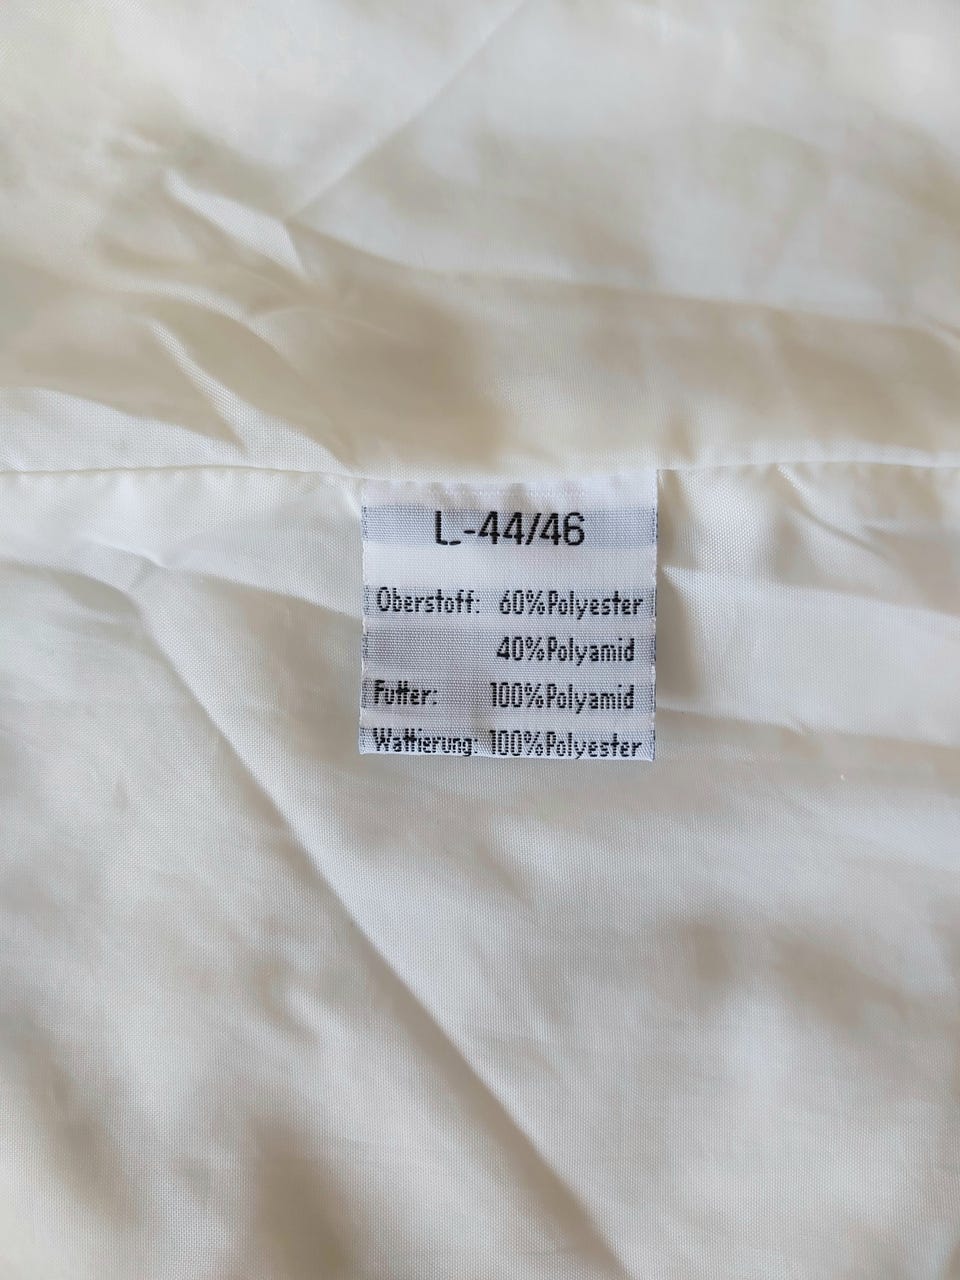 L-44/46
Oberstoff: 60%Polyester
40%Polyamid
Futter: 100%Polyamid
Wattierung: 100%Polyester